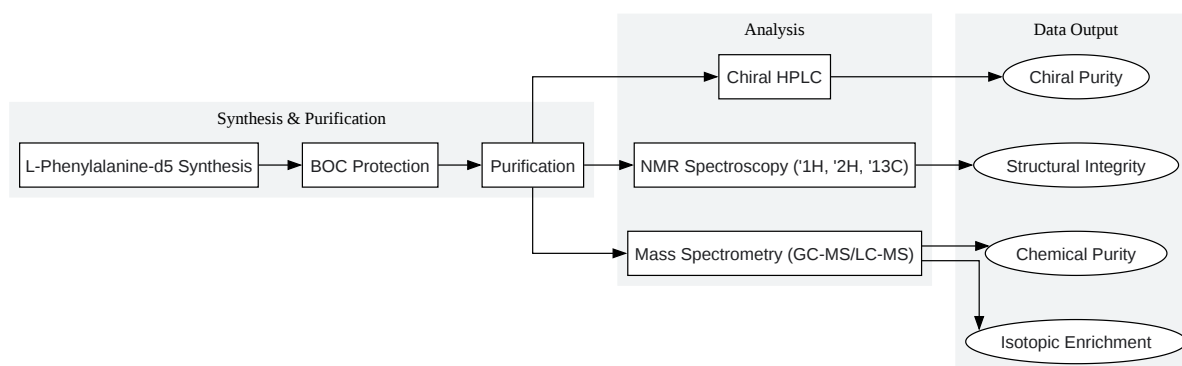 Analysis
Data Output
Chiral HPLC
Chiral Purity
Synthesis & Purification
L-Phenylalanine-d5 Synthesis
BOC Protection
Purification
NMR Spectroscopy ('1H, '2H, '13C)
Structural Integrity
Mass Spectrometry (GC-MS/LC-MS)
Chemical Purity
Isotopic Enrichment